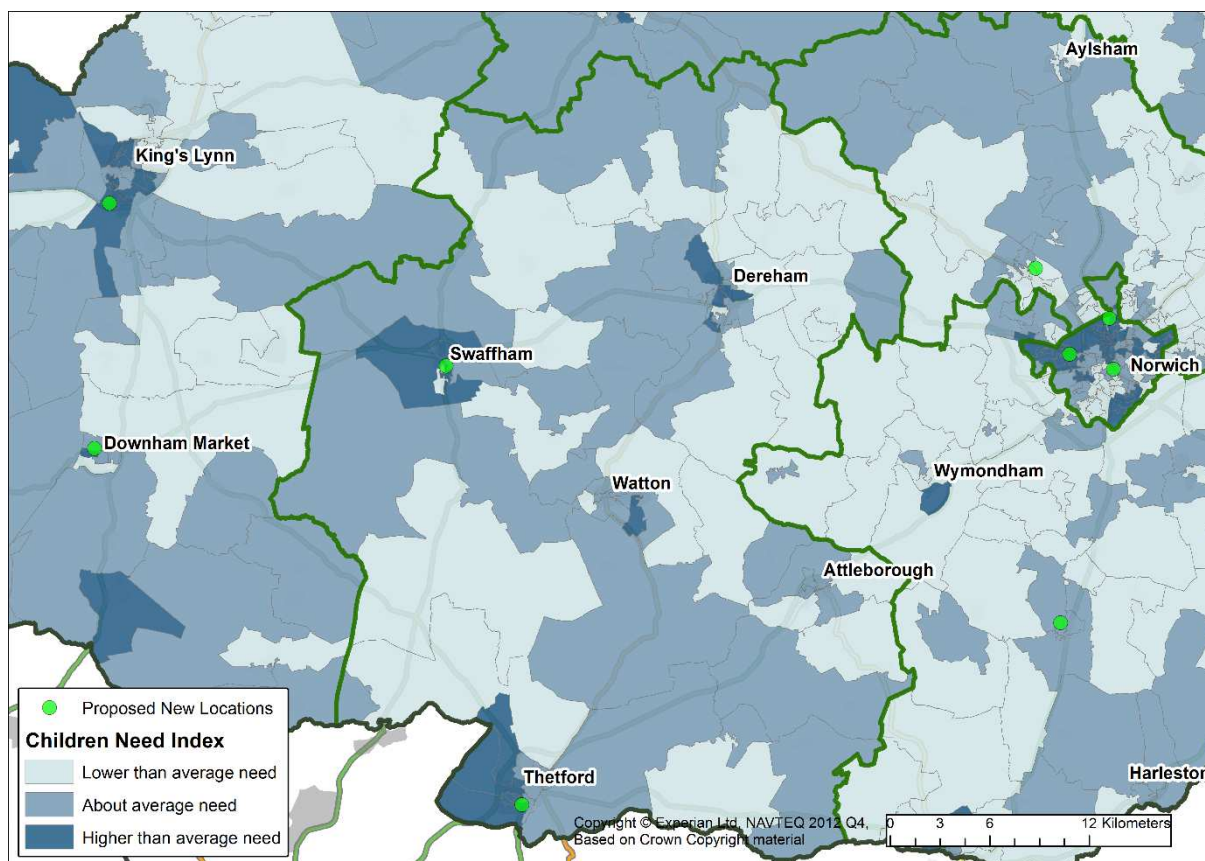 Aylsham
King's Lynn
Dereham
Swaffham
Norwich
Downham Market
Watton
Wymondham
Attleborough
Thetford
Harleston
Proposed New Locations
Children Need Index
Lower than average need
About average need
Higher than average need
Copyright © Experian Ltd, NAVTEQ 2012 Q4,
Based on Crown Copyright material
0 3 6 12 Kilometers